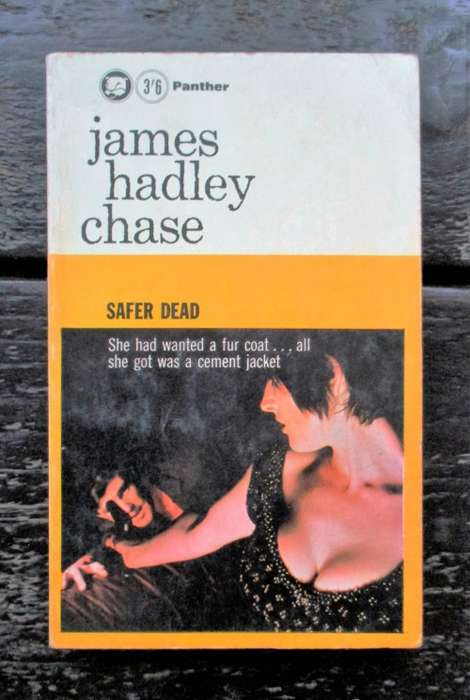 3'6 Panther
james
hadley
chase
SAFER DEAD
She had wanted a fur coat...all
she got was a cement jacket